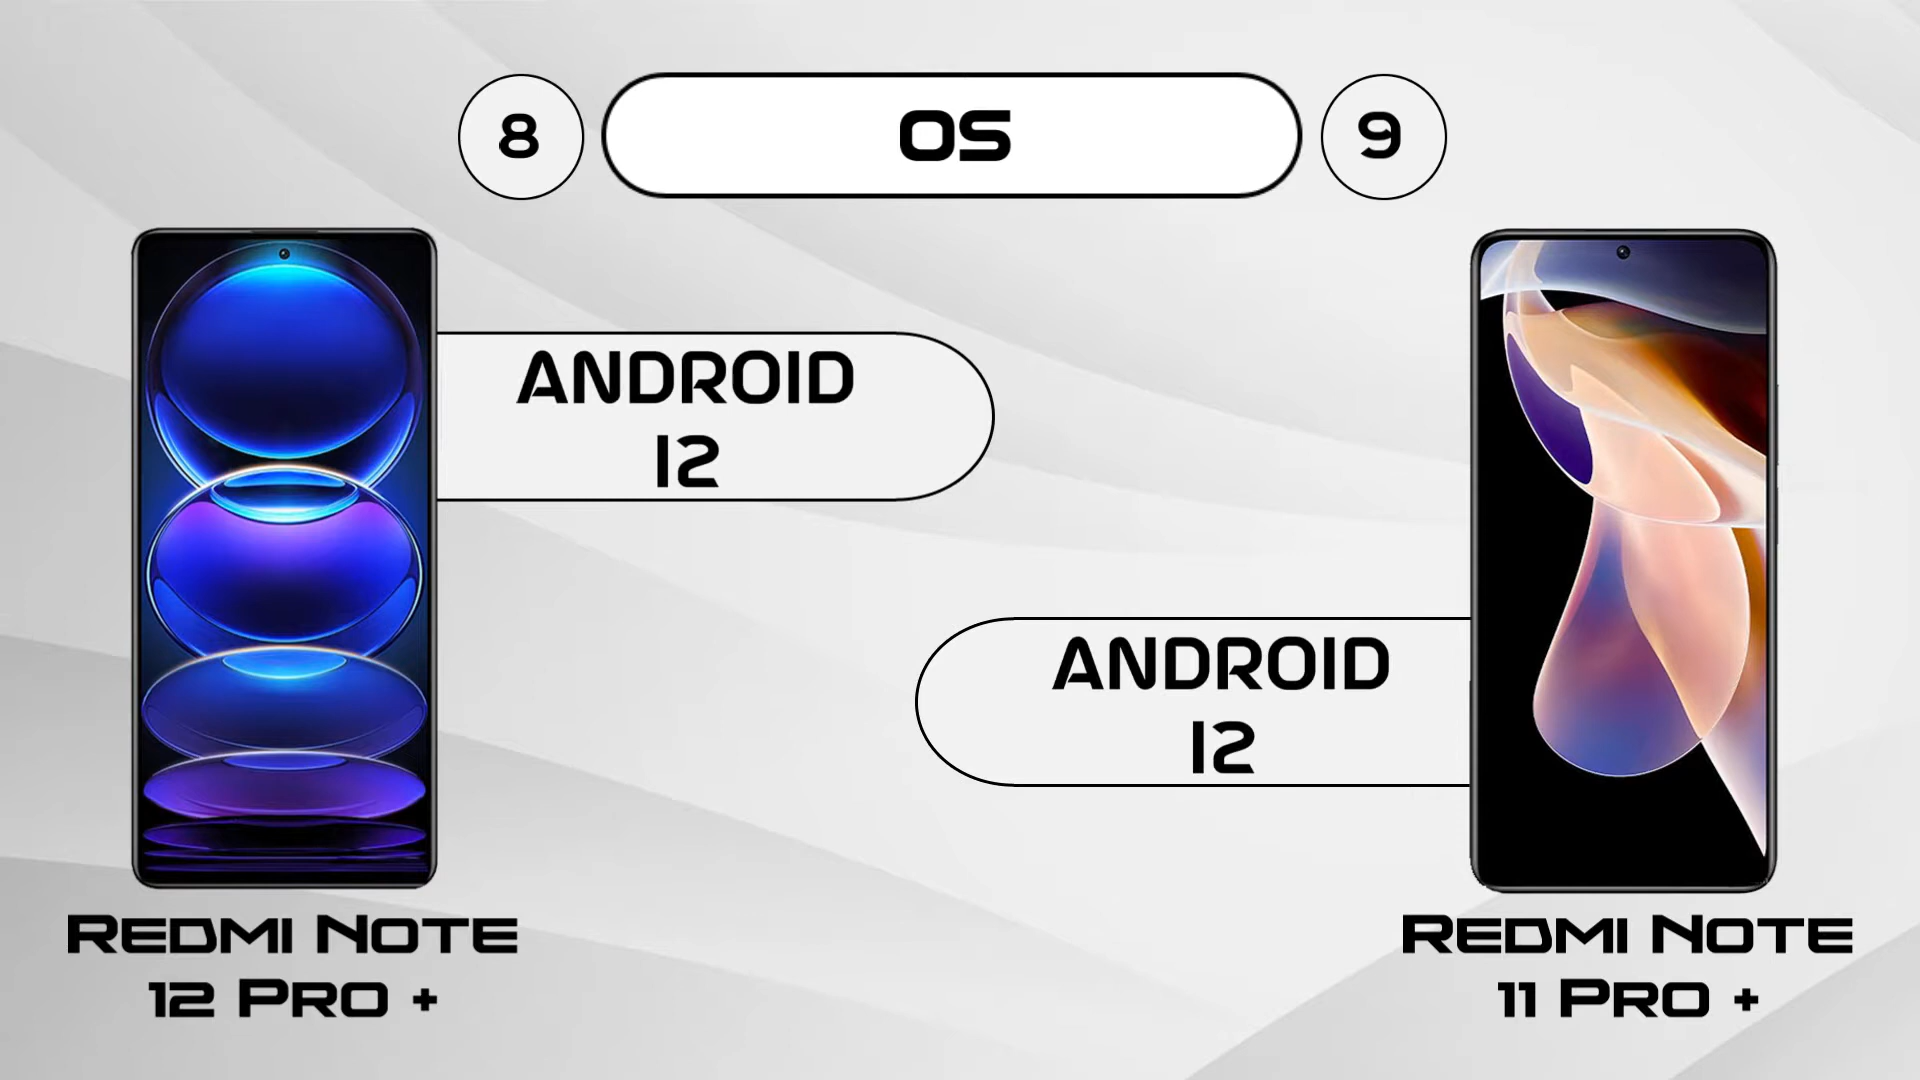 8
OS
9
ANDROID
12
ANDROID
12
REDMI NOTE
12 PRO +
REDMI NOTE
11 PRO +